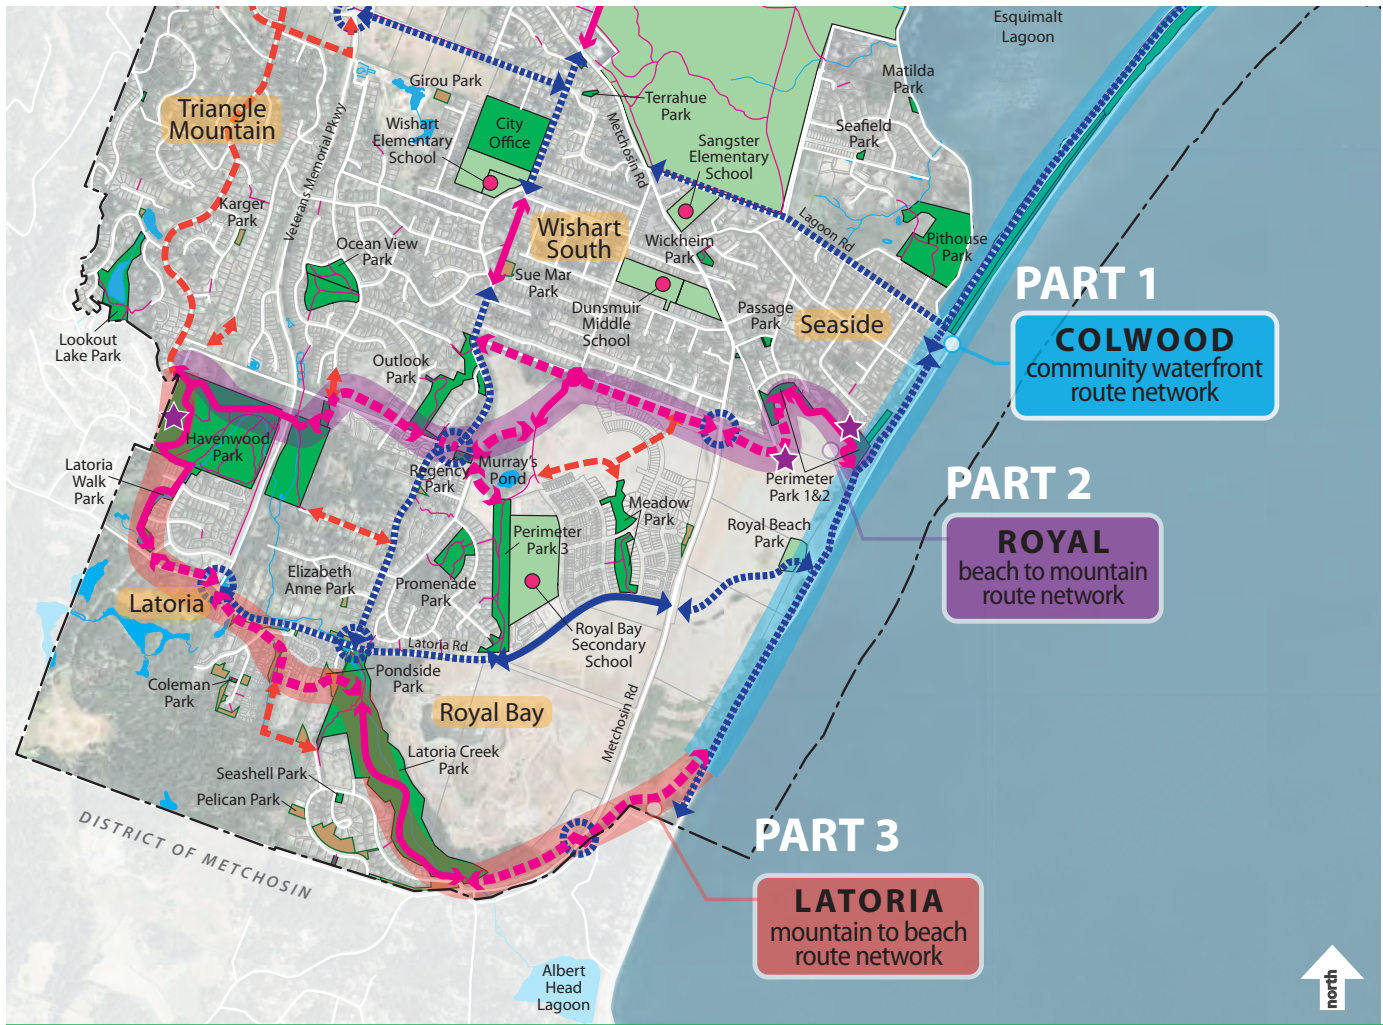 Esquimalt
Lagoon
Matilda
Park
Girou Park
Terrahue
Park
Triangle
Mountain
Wishart
Elementary
School
City
Office
Metchosin Rd
Seafield
Park
Sangster
Elementary
School
Veterans Memorial Pkwy
Karger
Park
Ocean View
Park
Wishart
South
Wickheim
Park
Lagoon Rd
Pithouse
Park
Sue Mar
Park
Dunsmuir
Middle
School
Passage
Park
Seaside
Lookout
Lake Park
Outlook
Park
PART 1
COLWOOD
community waterfront
route network
Havenwood
Park
Latoria
Walk
Park
Regency
Park
Murray's
Pond
Perimeter
Park 1&2
PART 2
ROYAL
beach to mountain
route network
Meadow
Park
Royal Beach
Park
Perimeter
Park 3
Elizabeth
Anne Park
Promenade
Park
Latoria
Latoria Rd
Royal Bay
Secondary
School
Pondside
Park
Coleman
Park
Royal Bay
Metchosin Rd
Latoria Creek
Park
Seashell Park
Pelican Park
DISTRICT OF METCHOSIN
PART 3
LATORIA
mountain to beach
route network
Albert
Head
Lagoon
north